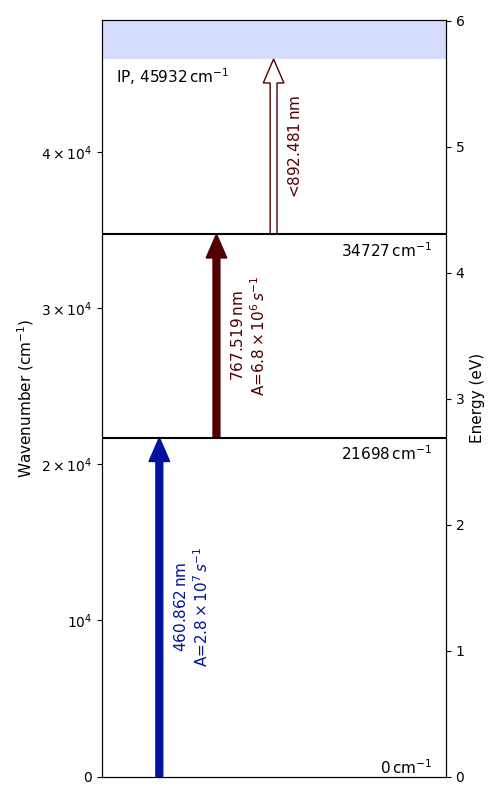 6
IP, 45932 cm⁻¹
4 × 10⁴
5
<892.481 nm
34727 cm⁻¹
4
3 × 10⁴
767.519 nm
A=6.8 × 10⁶ s⁻¹
Wavenumber (cm⁻¹)
Energy (eV)
3
21698 cm⁻¹
2 × 10⁴
2
460.862 nm
A=2.8 × 10⁷ s⁻¹
10⁴
1
0 cm⁻¹
0
0